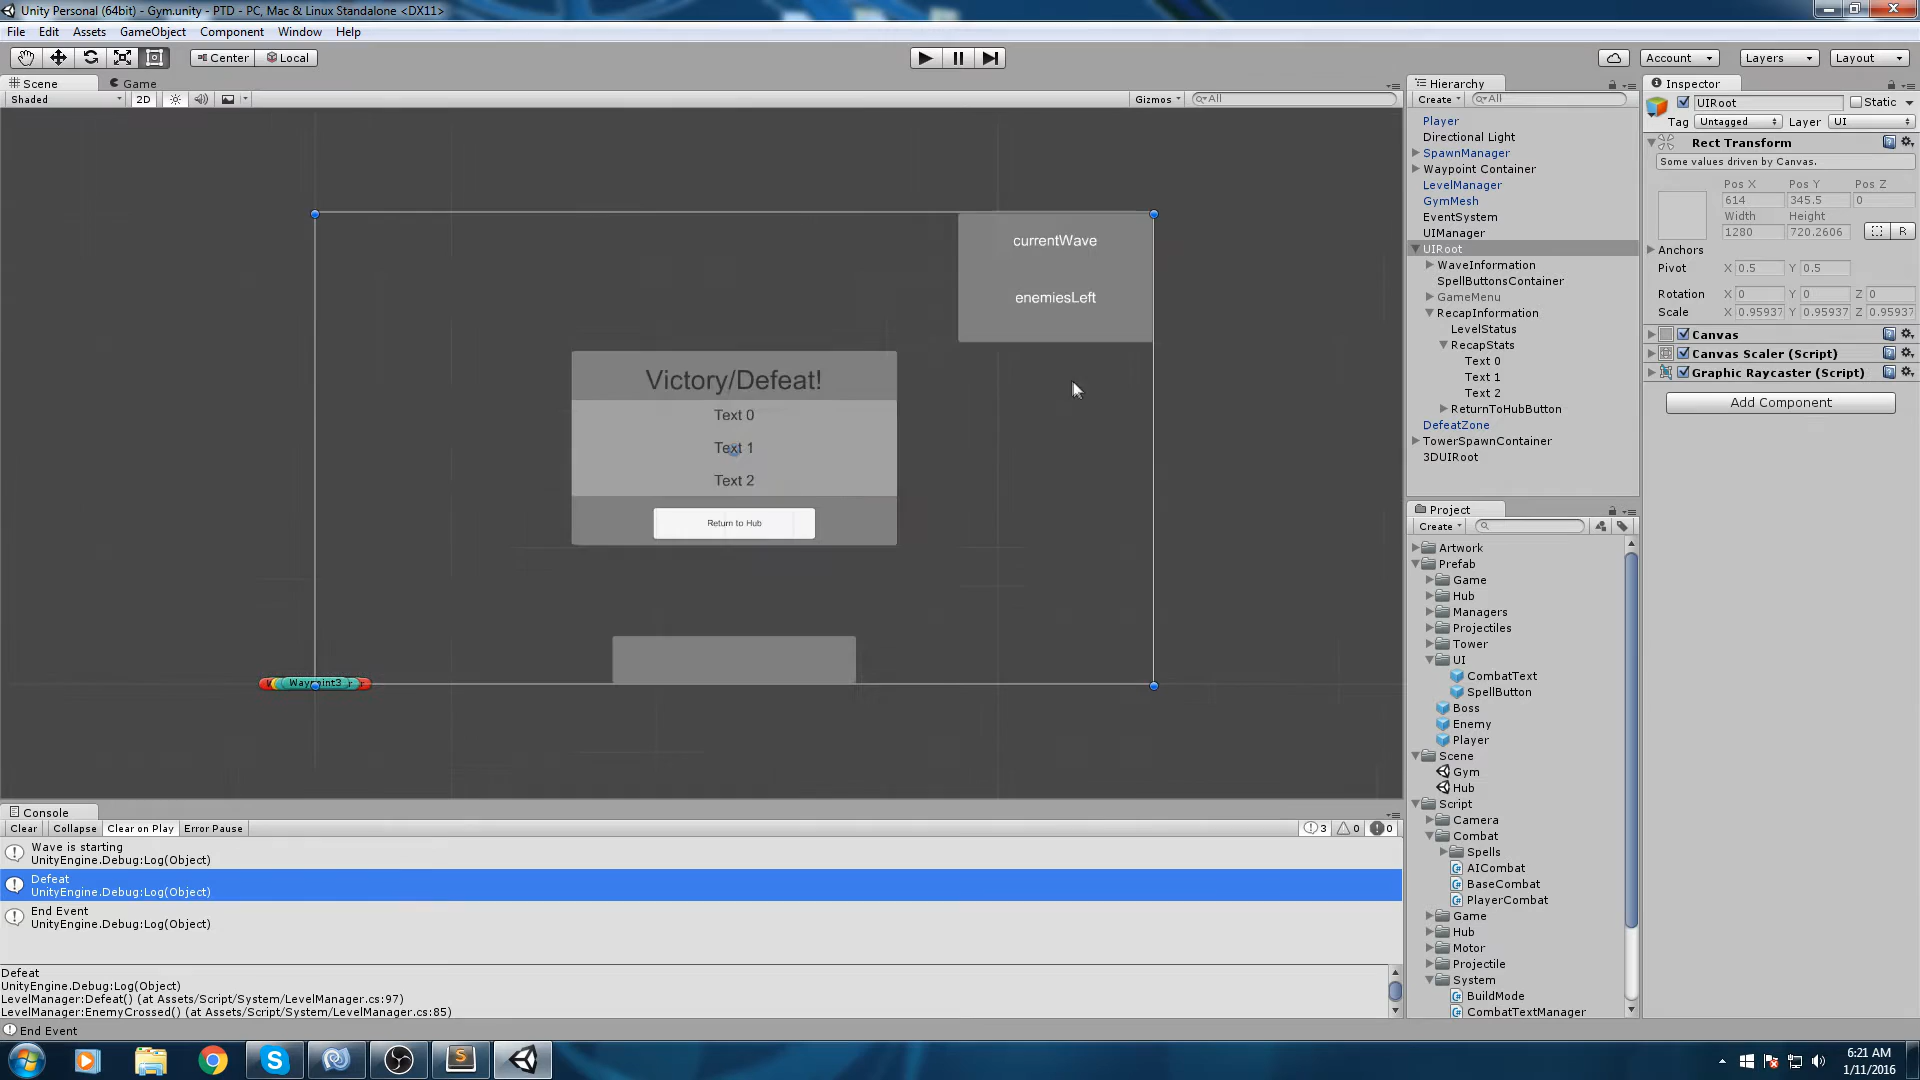 Unity Personal (64bit) - Gym.unity - PTD - PC, Mac & Linux Standalone <DX11>
File Edit Assets GameObject Component Window Help
Center Local
Account Layers Layout
Scene Game
Shaded 2D Gizmos All
currentWave
enemiesLeft
Victory/Defeat!
Text 0
Text 1
Text 2
Return to Hub
Waypoint3
Console
Clear Collapse Clear on Play Error Pause 3 0 0
Wave is starting
UnityEngine.Debug:Log(Object)
Defeat
UnityEngine.Debug:Log(Object)
End Event
UnityEngine.Debug:Log(Object)
Defeat
UnityEngine.Debug:Log(Object)
LevelManager:Defeat() (at Assets/Script/System/LevelManager.cs:97)
LevelManager:EnemyCrossed() (at Assets/Script/System/LevelManager.cs:85)
End Event
Hierarchy
Create All
Player
Directional Light
SpawnManager
Waypoint Container
LevelManager
GymMesh
EventSystem
UIManager
UIRoot
WaveInformation
SpellButtonsContainer
GameMenu
RecapInformation
LevelStatus
RecapStats
Text 0
Text 1
Text 2
ReturnToHubButton
DefeatZone
TowerSpawnContainer
3DUIRoot
Project
Create
Artwork
Prefab
Game
Hub
Managers
Projectiles
Tower
UI
CombatText
SpellButton
Boss
Enemy
Player
Scene
Gym
Hub
Script
Camera
Combat
Spells
AICombat
BaseCombat
PlayerCombat
Game
Hub
Motor
Projectile
System
BuildMode
CombatTextManager
Inspector
UIRoot Static
Tag Untagged Layer UI
Rect Transform
Some values driven by Canvas.
Pos X Pos Y Pos Z
614 345.5 0
Width Height
1280 720.2606 R
Anchors
Pivot X 0.5 Y 0.5
Rotation X 0 Y 0 Z 0
Scale X 0.95937 Y 0.95937 Z 0.95937
Canvas
Canvas Scaler (Script)
Graphic Raycaster (Script)
Add Component
6:21 AM
1/11/2016